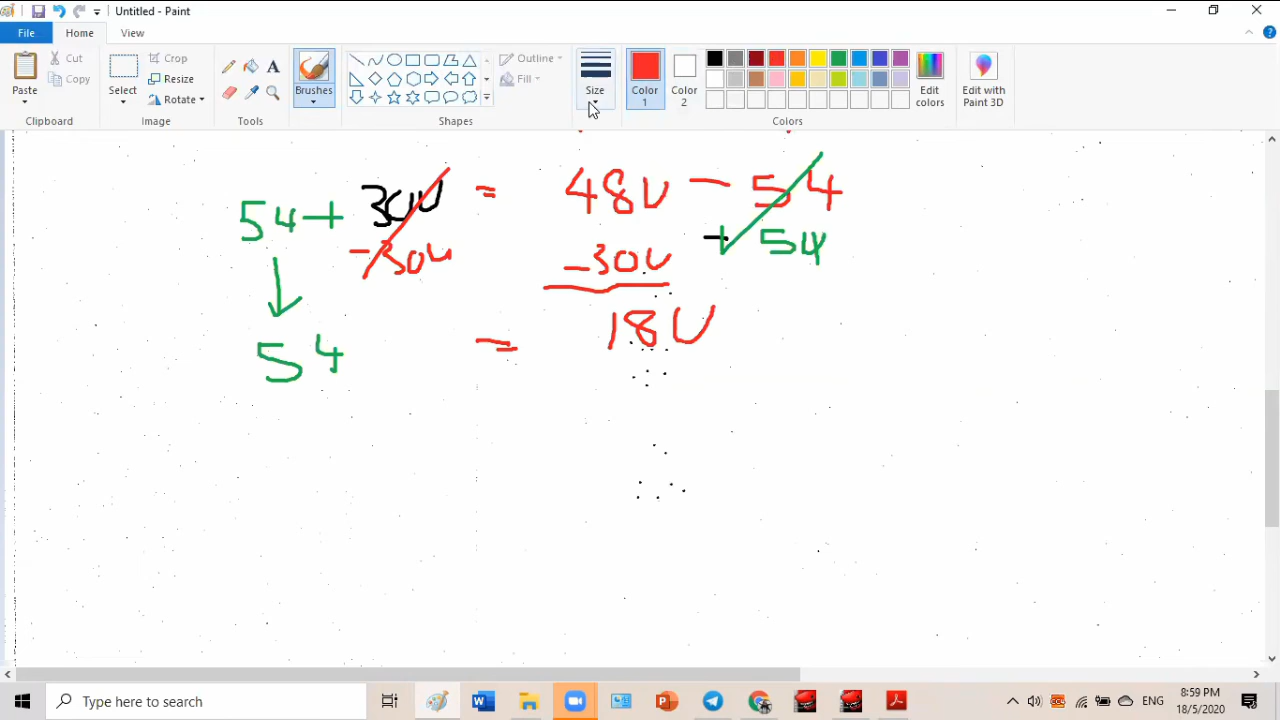 Untitled - Paint
File Home View
Paste
Cut
Copy
Clipboard
Select
Crop
Resize
Rotate
Image
A
Tools
Brushes
Shapes
Outline
Fill
Size
Color 1
Color 2
Edit colors
Edit with Paint 3D
Colors
54 + 30U = 48U - 54
-30U -30U + 54
54 = 18U
Type here to search
ENG
8:59 PM
18/5/2020